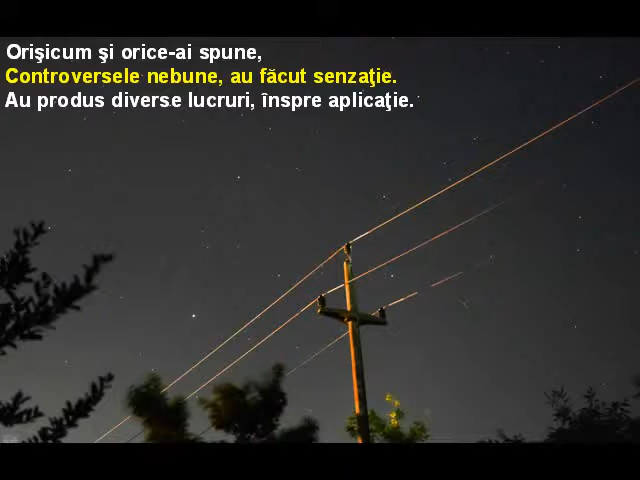 Orişicum şi orice-ai spune,
Controversele nebune, au făcut senzaţie.
Au produs diverse lucruri, înspre aplicaţie.